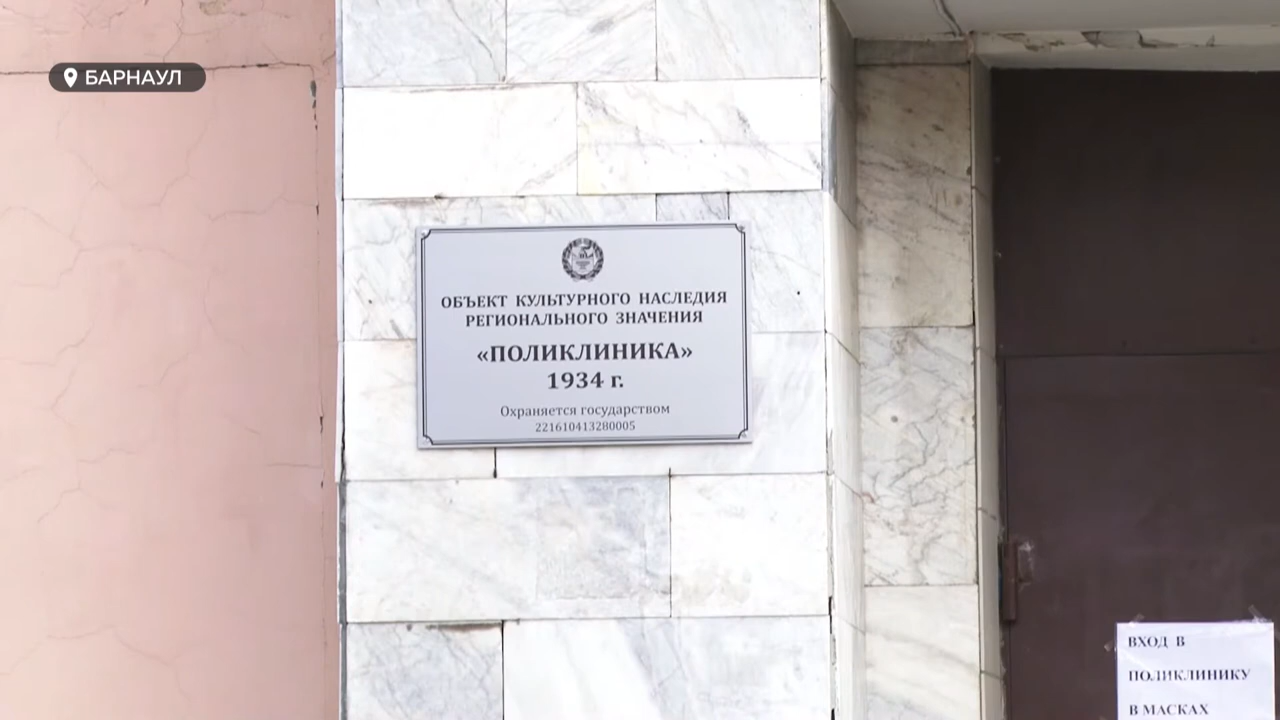 БАРНАУЛ
ОБЪЕКТ КУЛЬТУРНОГО НАСЛЕДИЯ
РЕГИОНАЛЬНОГО ЗНАЧЕНИЯ
«ПОЛИКЛИНИКА»
1934 г.
Охраняется государством
221610413280005
ВХОД В
ПОЛИКЛИНИКУ
В МАСКАХ